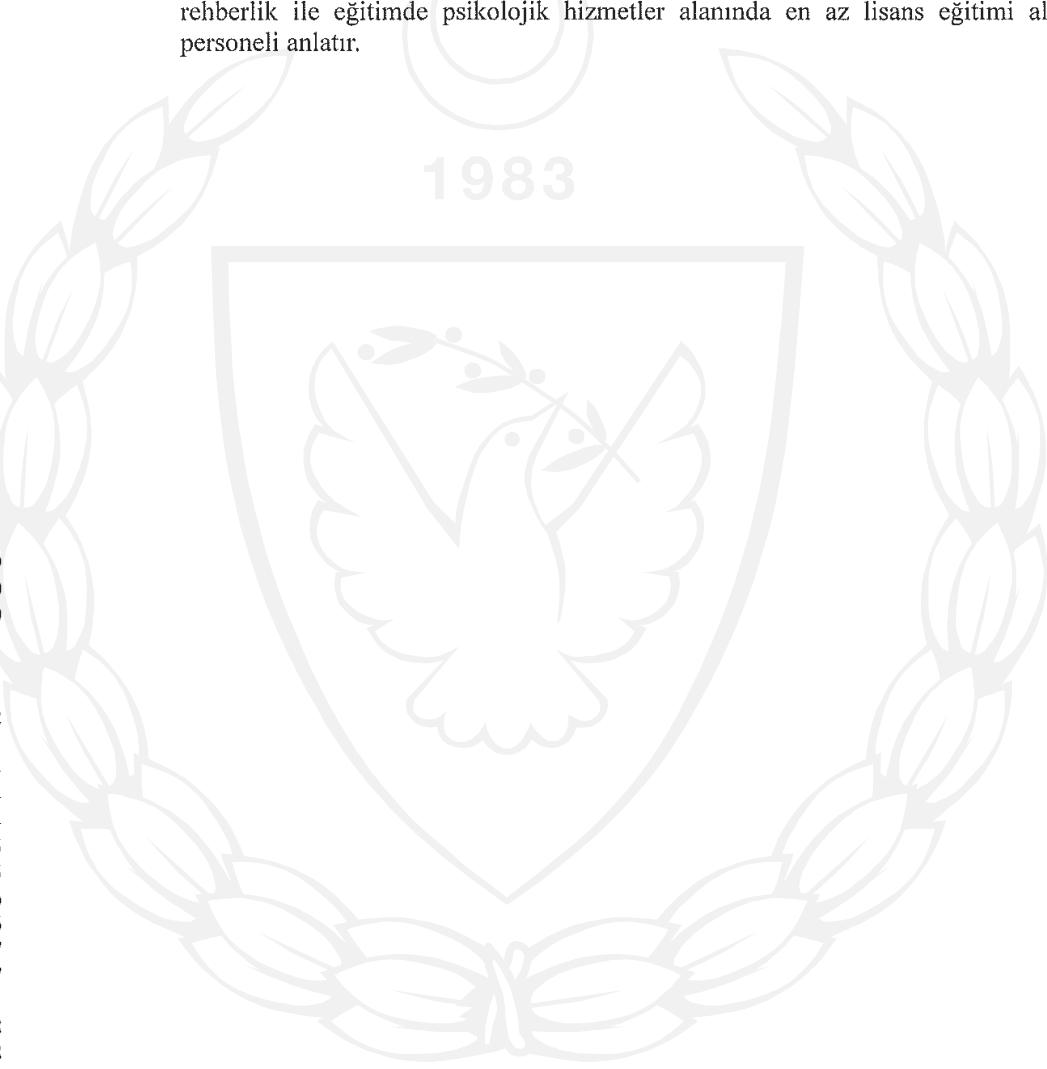 rehberlik ile eğitimde psikolojik hizmetler alanında en az lisans eğitimi al
personeli anlatır.
1983